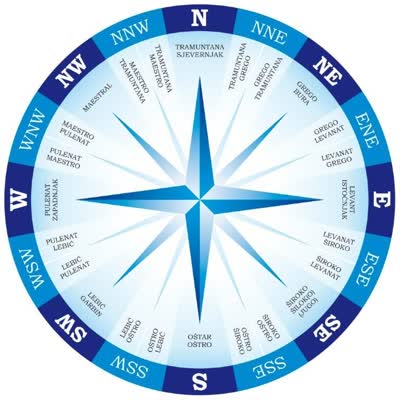 N
NNE
NE
ENE
E
ESE
SE
SSE
S
SSW
SW
WSW
W
WNW
NW
NNW
TRAMUNTANA
SJEVERNJAK
TRAMUNTANA
GREGO
GREGO
TRAMUNTANA
GREGO
BURA
GREGO
LEVANAT
LEVANAT
GREGO
LEVANT
ISTOČNJAK
LEVANAT
ŠIROKO
ŠIROKO
LEVANAT
ŠIROKO
ŠILOK(O)
(JUGO)
ŠIROKO
OŠTRO
OŠTRO
ŠIROKO
OŠTAR
OŠTRO
OŠTRO
LEBIĆ
LEBIĆ
OŠTRO
LEBIĆ
GARBIN
LEBIĆ
PULENAT
PULENAT
LEBIĆ
PULENAT
ZAPADNJAK
PULENAT
MAESTRO
MAESTRO
PULENAT
MAESTRAL
MAESTRO
TRAMUNTANA
TRAMUNTANA
MAESTRO